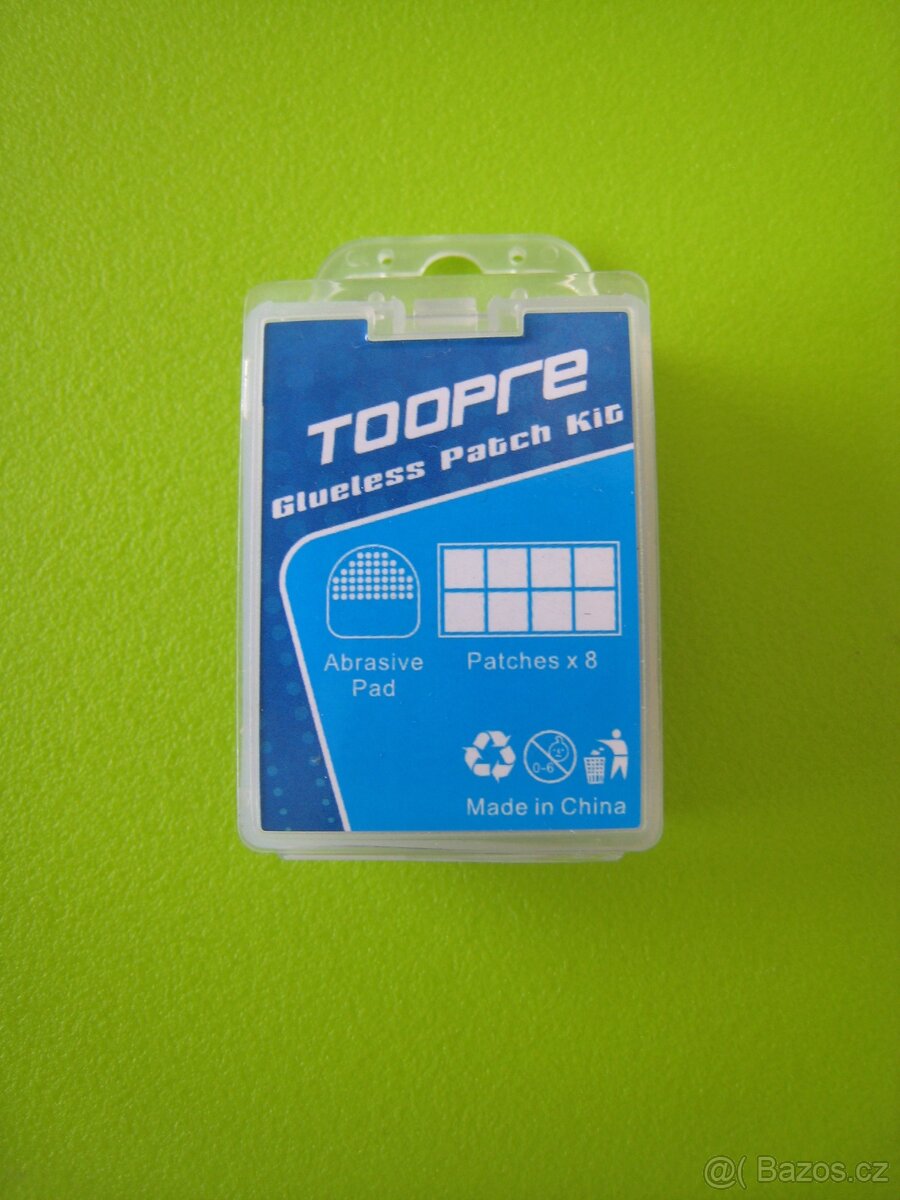 TOOPre
Glueless Patch Kit
Abrasive
Pad
Patches x 8
0-6
Made in China
@( Bazos.cz